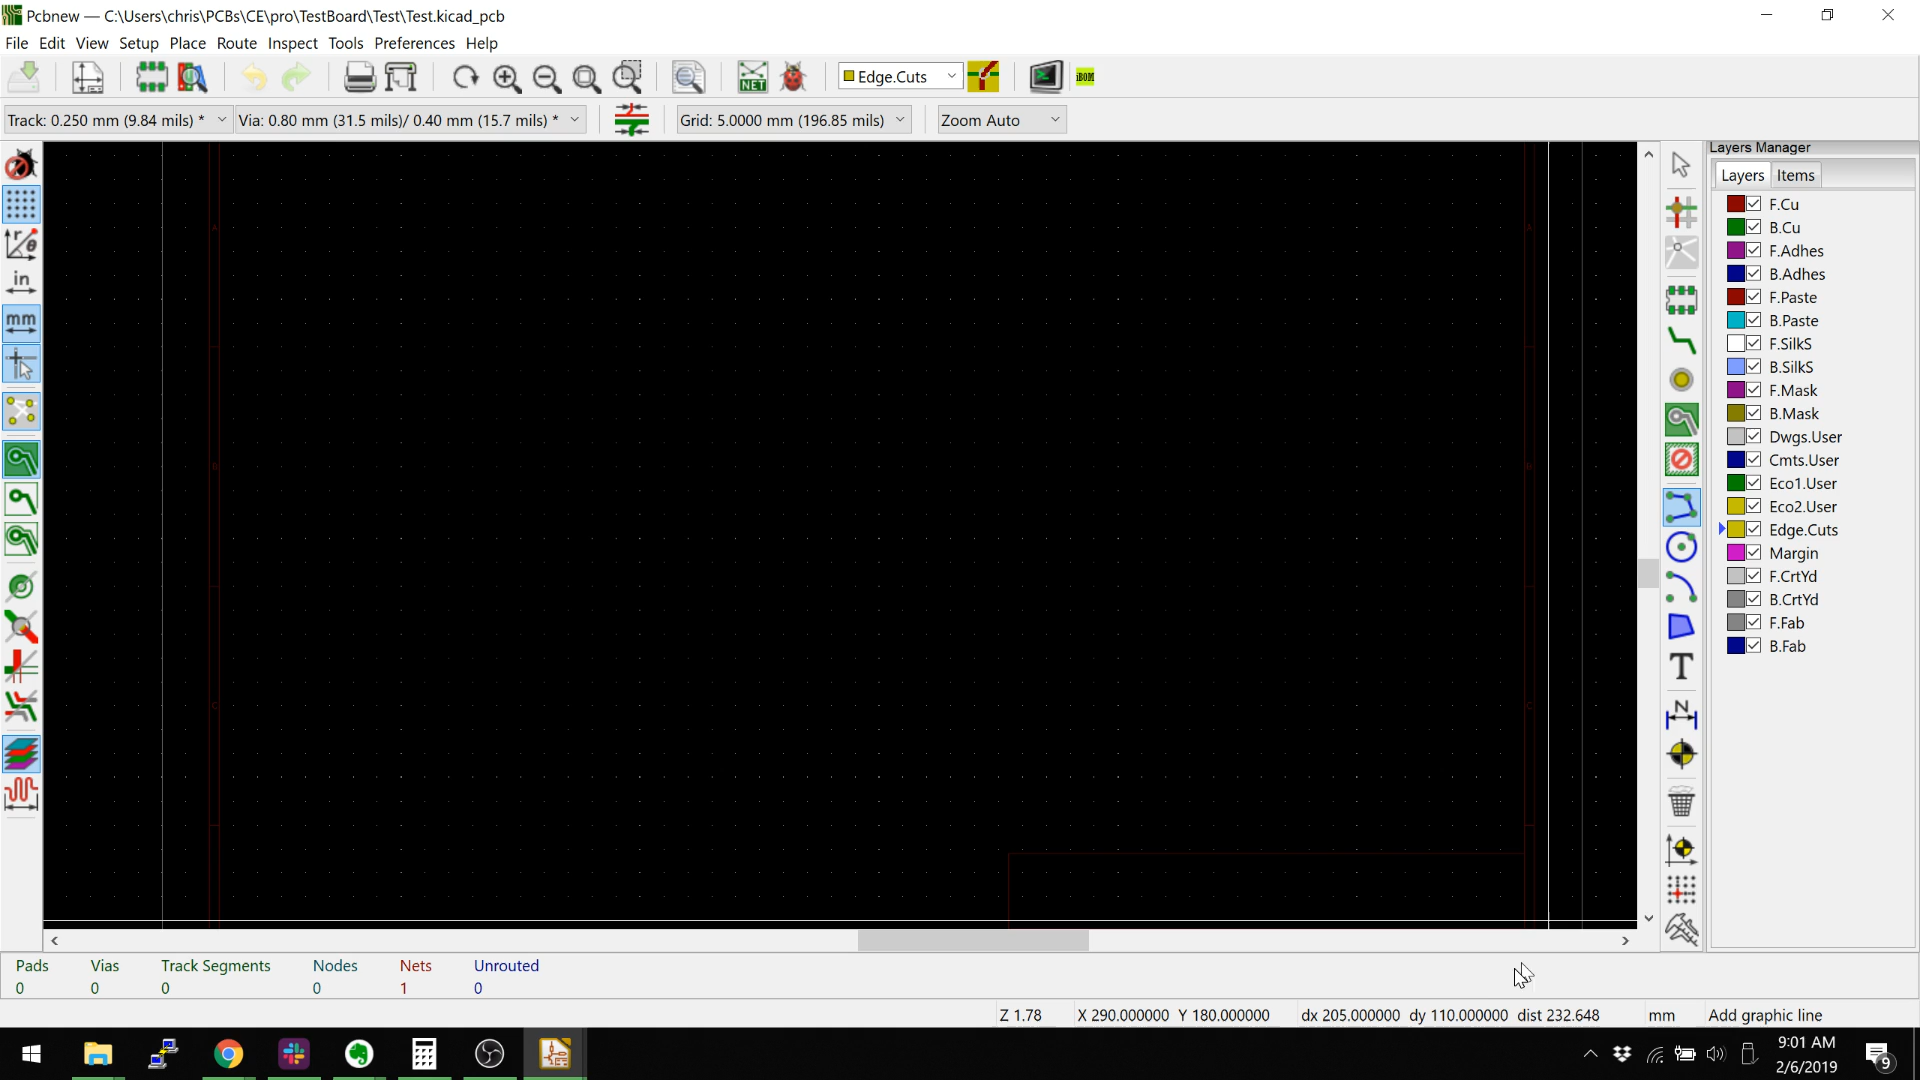 Pcbnew — C:\Users\chris\PCBs\CE\pro\TestBoard\Test\Test.kicad_pcb
File Edit View Setup Place Route Inspect Tools Preferences Help
NET
Edge.Cuts
iBOM
Track: 0.250 mm (9.84 mils) *
Via: 0.80 mm (31.5 mils)/ 0.40 mm (15.7 mils) *
Grid: 5.0000 mm (196.85 mils)
Zoom Auto
in
mm
Layers Manager
Layers Items
F.Cu
B.Cu
F.Adhes
B.Adhes
F.Paste
B.Paste
F.SilkS
B.SilkS
F.Mask
B.Mask
Dwgs.User
Cmts.User
Eco1.User
Eco2.User
Edge.Cuts
Margin
F.CrtYd
B.CrtYd
F.Fab
B.Fab
A A
B B
C C
T
N
Pads Vias Track Segments Nodes Nets Unrouted
0 0 0 0 1 0
Z 1.78 X 290.000000 Y 180.000000 dx 205.000000 dy 110.000000 dist 232.648 mm Add graphic line
9:01 AM
2/6/2019
9